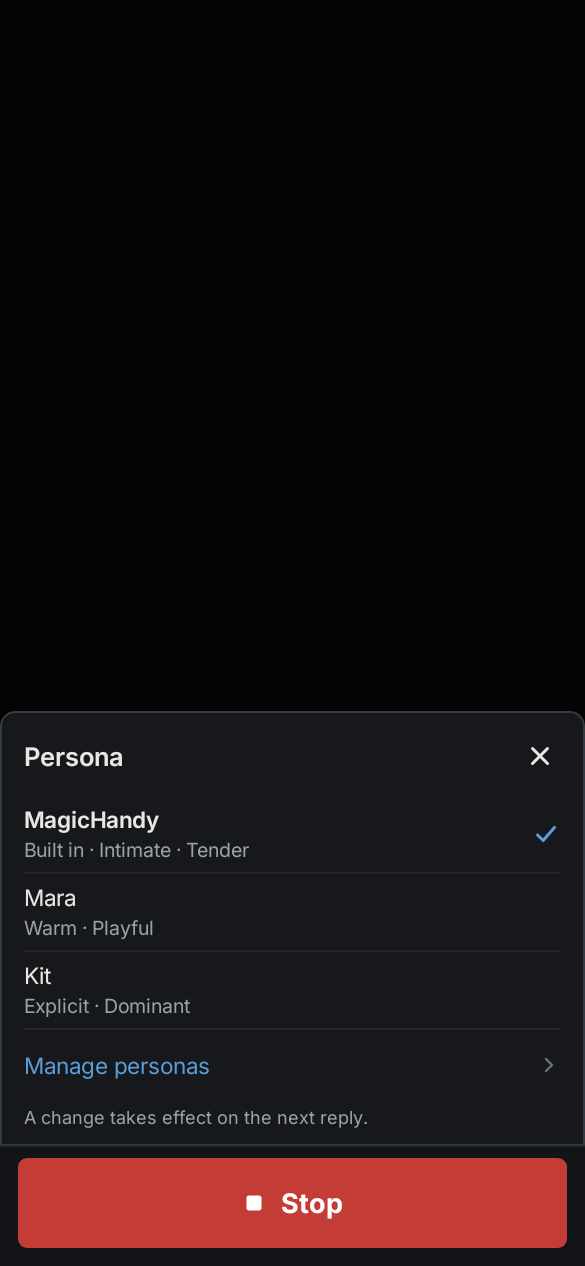 Persona
MagicHandy
Built in · Intimate · Tender
Mara
Warm · Playful
Kit
Explicit · Dominant
Manage personas
A change takes effect on the next reply.
Stop